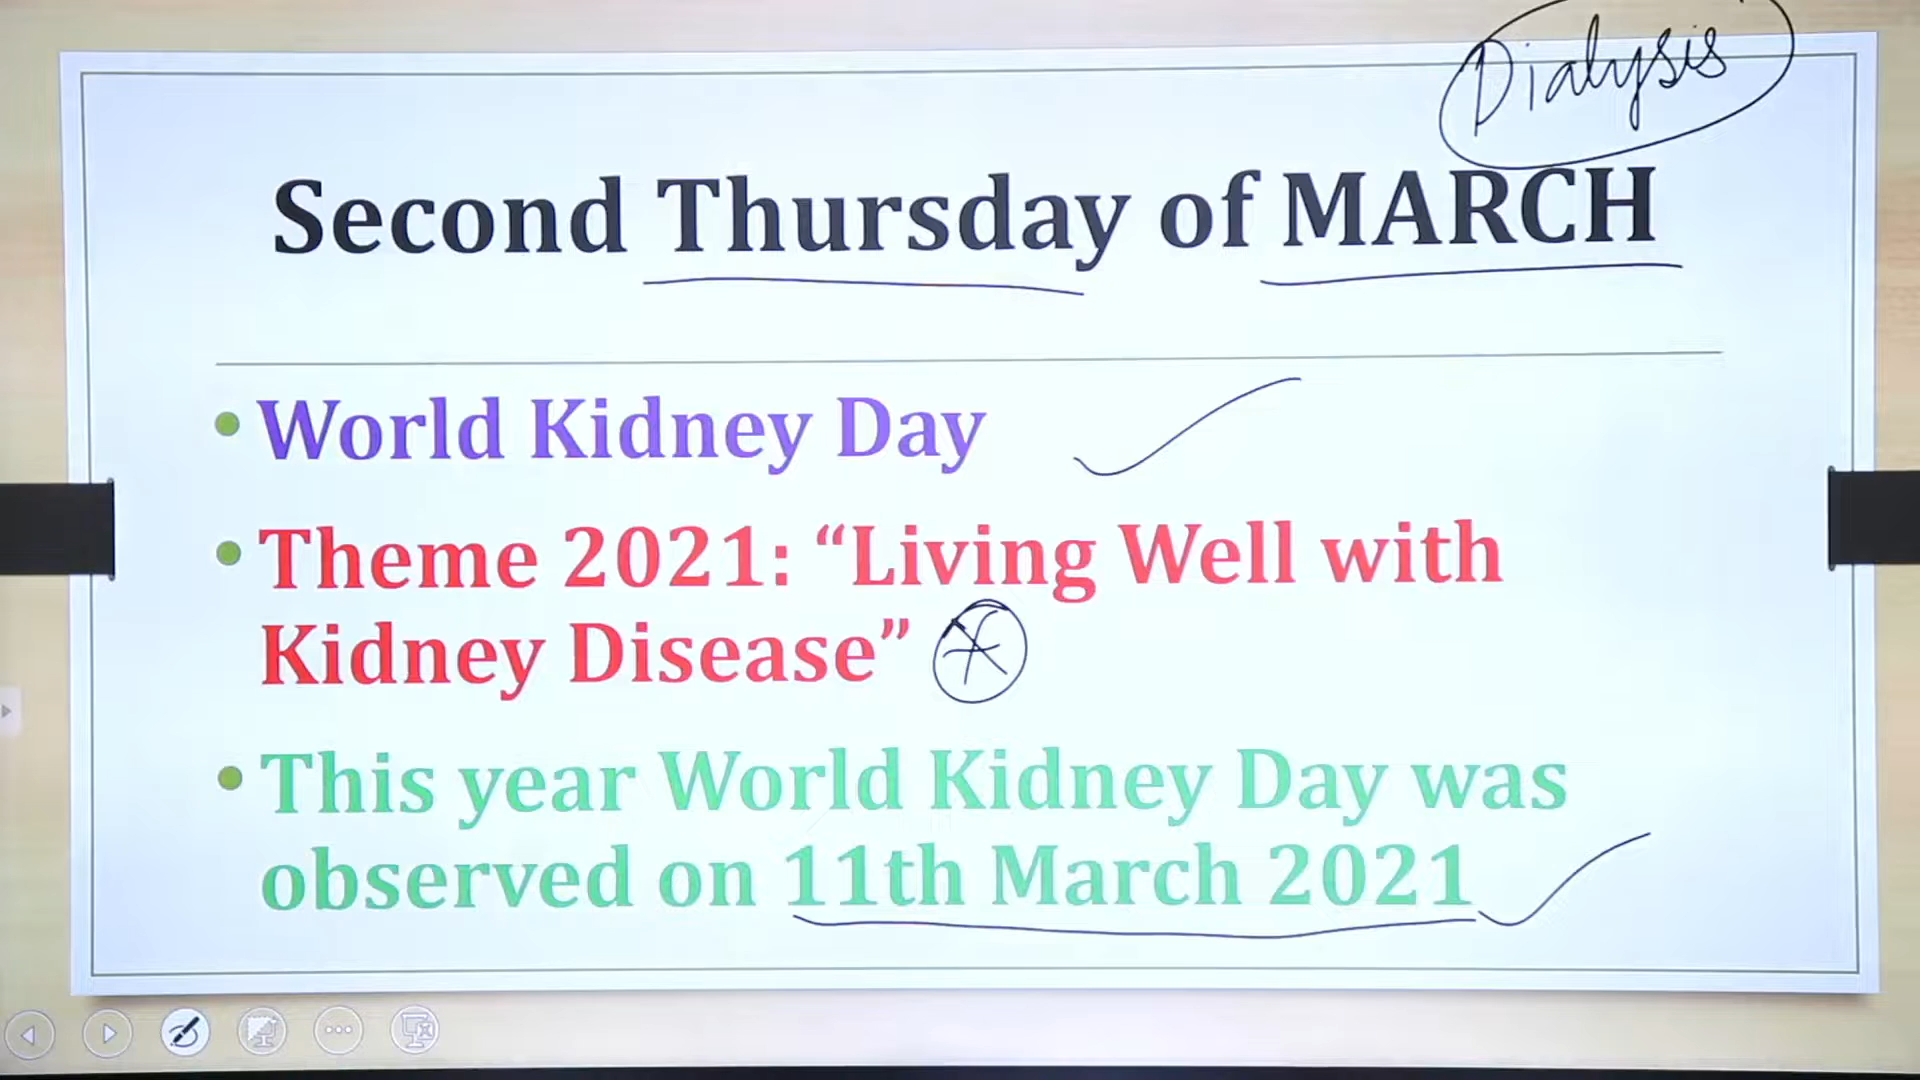 Dialysis
Second Thursday of MARCH
• World Kidney Day
• Theme 2021: “Living Well with
Kidney Disease”
• This year World Kidney Day was
observed on 11th March 2021